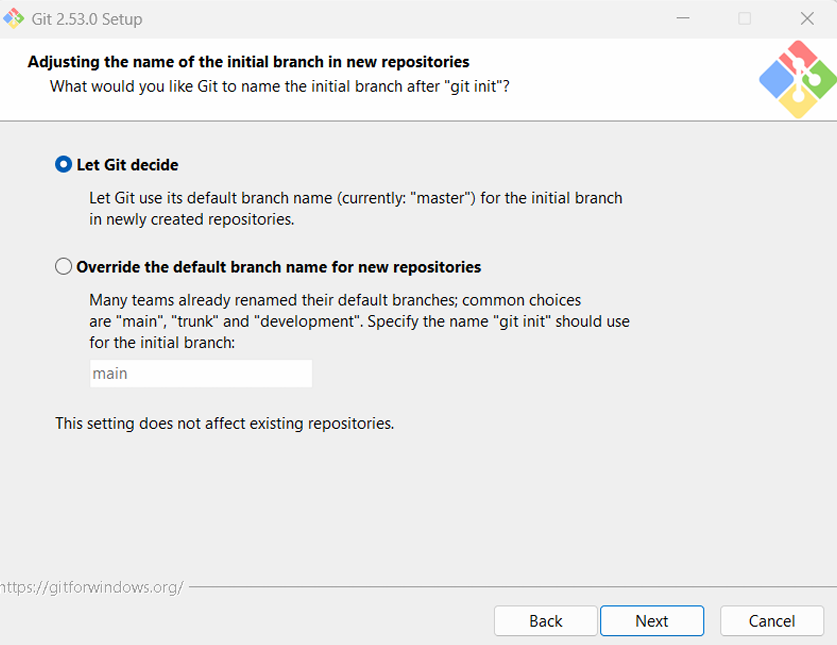 Git 2.53.0 Setup
Adjusting the name of the initial branch in new repositories
What would you like Git to name the initial branch after "git init"?
Let Git decide
Let Git use its default branch name (currently: "master") for the initial branch
in newly created repositories.
Override the default branch name for new repositories
Many teams already renamed their default branches; common choices
are "main", "trunk" and "development". Specify the name "git init" should use
for the initial branch:
main
This setting does not affect existing repositories.
https://gitforwindows.org/
Back
Next
Cancel